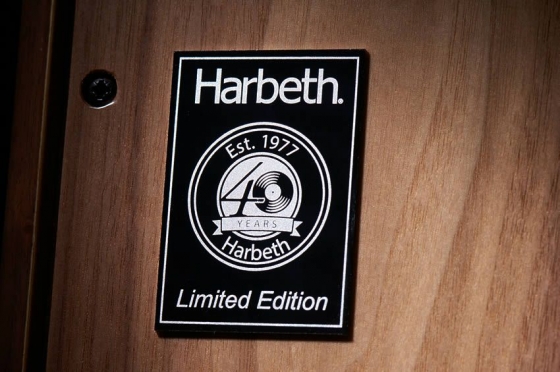 Harbeth.
Est. 1977
40
YEARS
Harbeth
Limited Edition